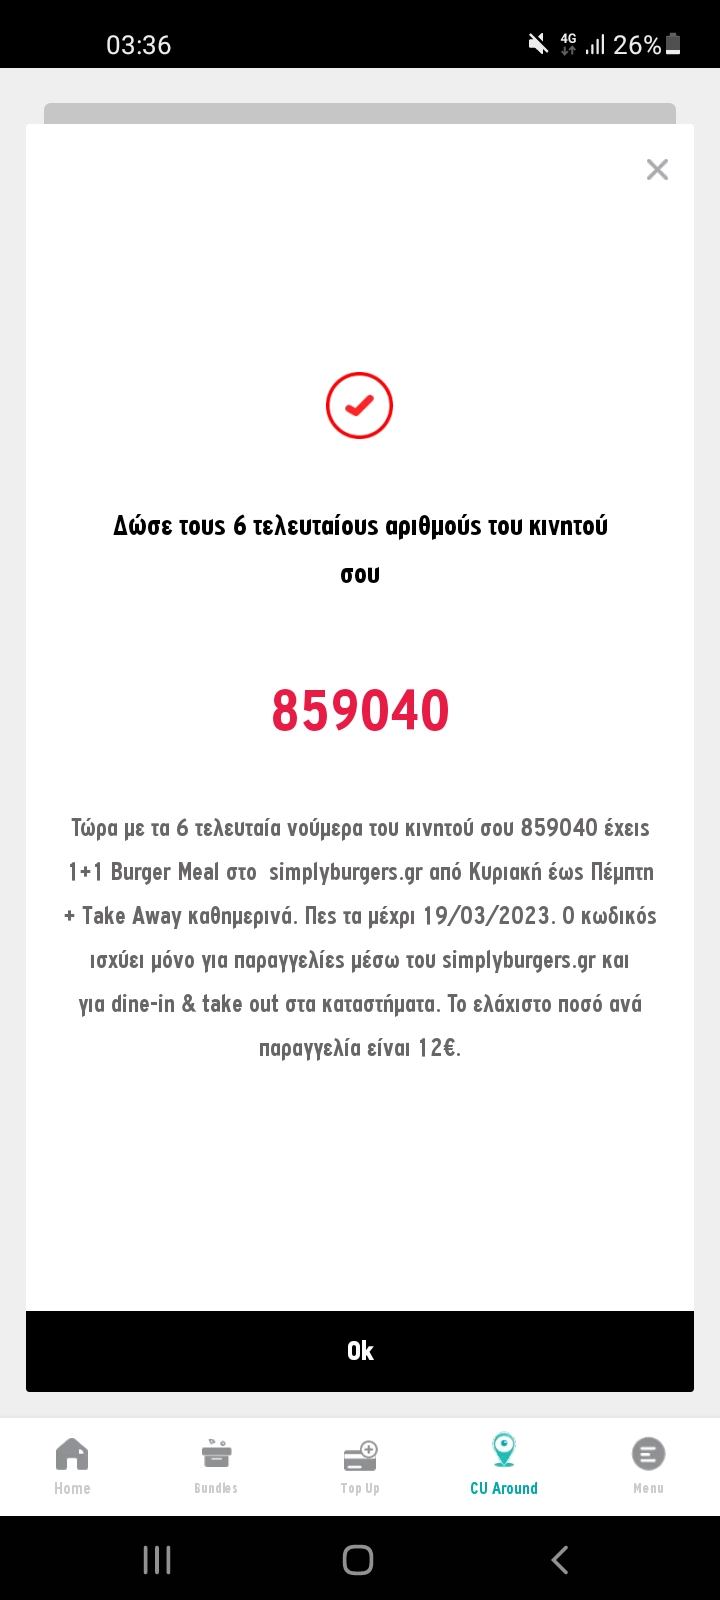 03:36
4G
26%
Δώσε τους 6 τελευταίους αριθμούς του κινητού
σου
859040
Τώρα με τα 6 τελευταία νούμερα του κινητού σου 859040 έχεις
1+1 Burger Meal στο simplyburgers.gr από Κυριακή έως Πέμπτη
+ Take Away καθημερινά. Πες τα μέχρι 19/03/2023. Ο κωδικός
ισχύει μόνο για παραγγελίες μέσω του simplyburgers.gr και
για dine-in & take out στα καταστήματα. Το ελάχιστο ποσό ανά
παραγγελία είναι 12€.
Ok
Home
Bundles
Top Up
CU Around
Menu